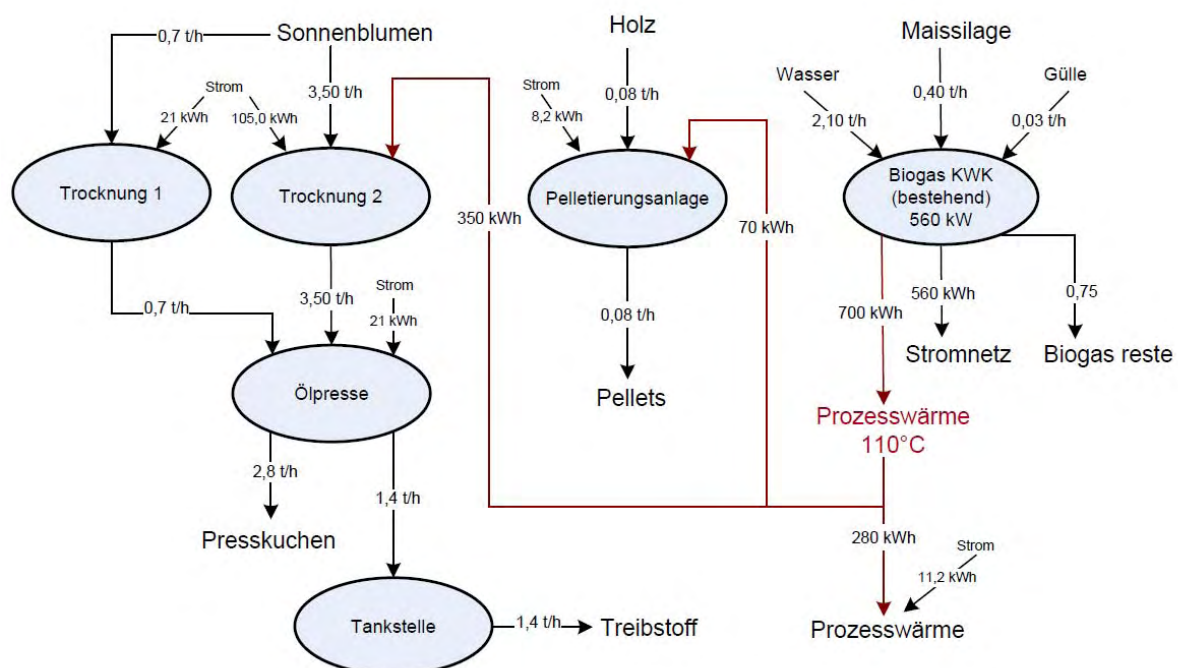 Sonnenblumen
Holz
Maissilage
0,7 t/h
Strom
21 kWh
105,0 kWh
3,50 t/h
Strom
8,2 kWh
0,08 t/h
Wasser
2,10 t/h
0,40 t/h
Gülle
0,03 t/h
Trocknung 1
Trocknung 2
350 kWh
Pelletierungsanlage
70 kWh
Biogas KWK
(bestehend)
560 kW
0,7 t/h
3,50 t/h
Strom
21 kWh
0,08 t/h
700 kWh
560 kWh
0,75
Stromnetz
Biogas reste
Ölpresse
Pellets
Prozesswärme
110°C
2,8 t/h
1,4 t/h
Presskuchen
280 kWh
Strom
11,2 kWh
Tankstelle
1,4 t/h
Treibstoff
Prozesswärme